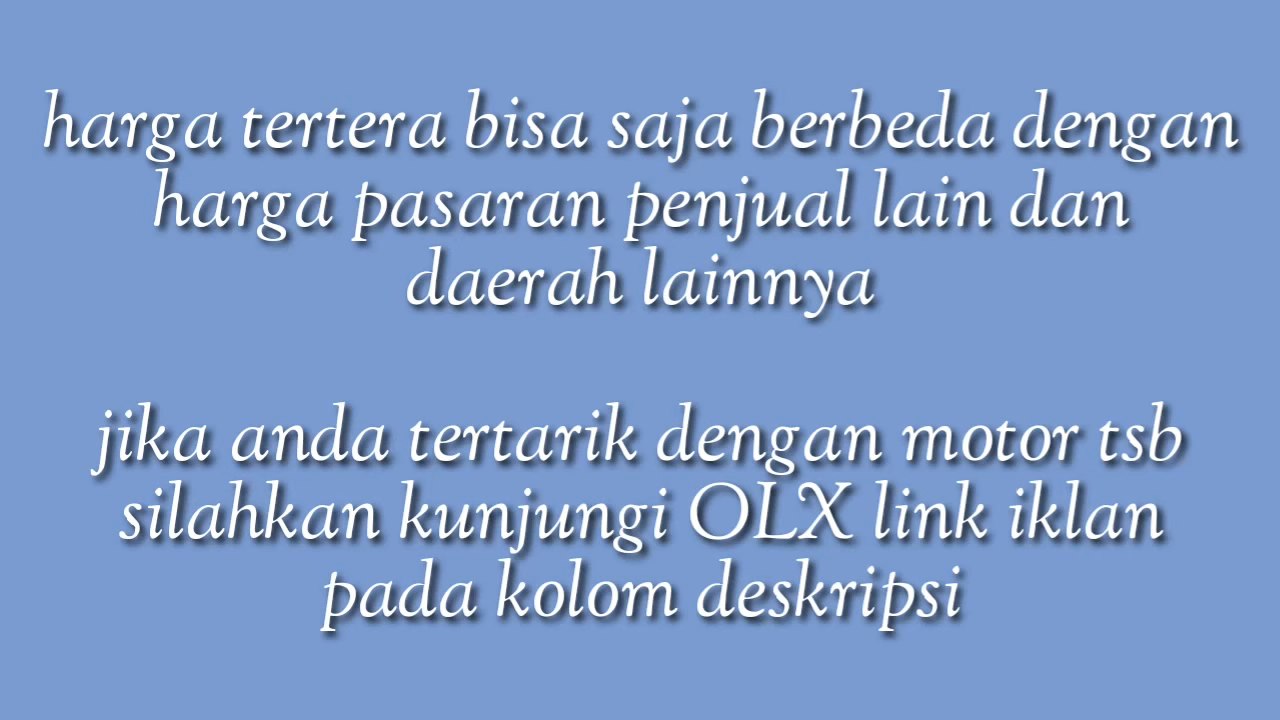 harga tertera bisa saja berbeda dengan
harga pasaran penjual lain dan
daerah lainnya
jika anda tertarik dengan motor tsb
silahkan kunjungi OLX link iklan
pada kolom deskripsi